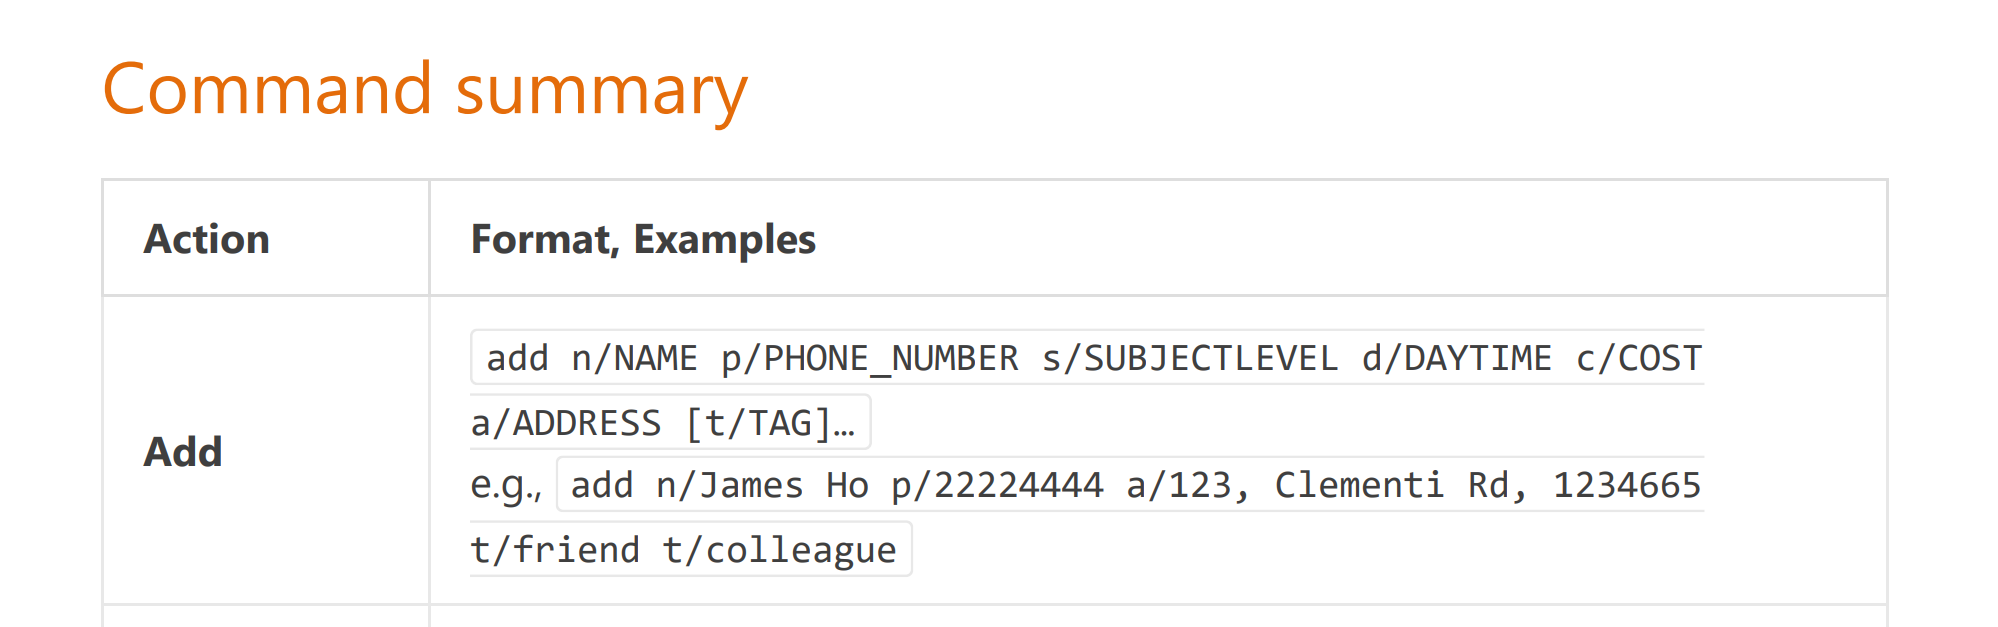 Command summary
Action
Format, Examples
Add
add n/NAME p/PHONE_NUMBER s/SUBJECTLEVEL d/DAYTIME c/COST
a/ADDRESS [t/TAG]…
e.g., add n/James Ho p/22224444 a/123, Clementi Rd, 1234665
t/friend t/colleague